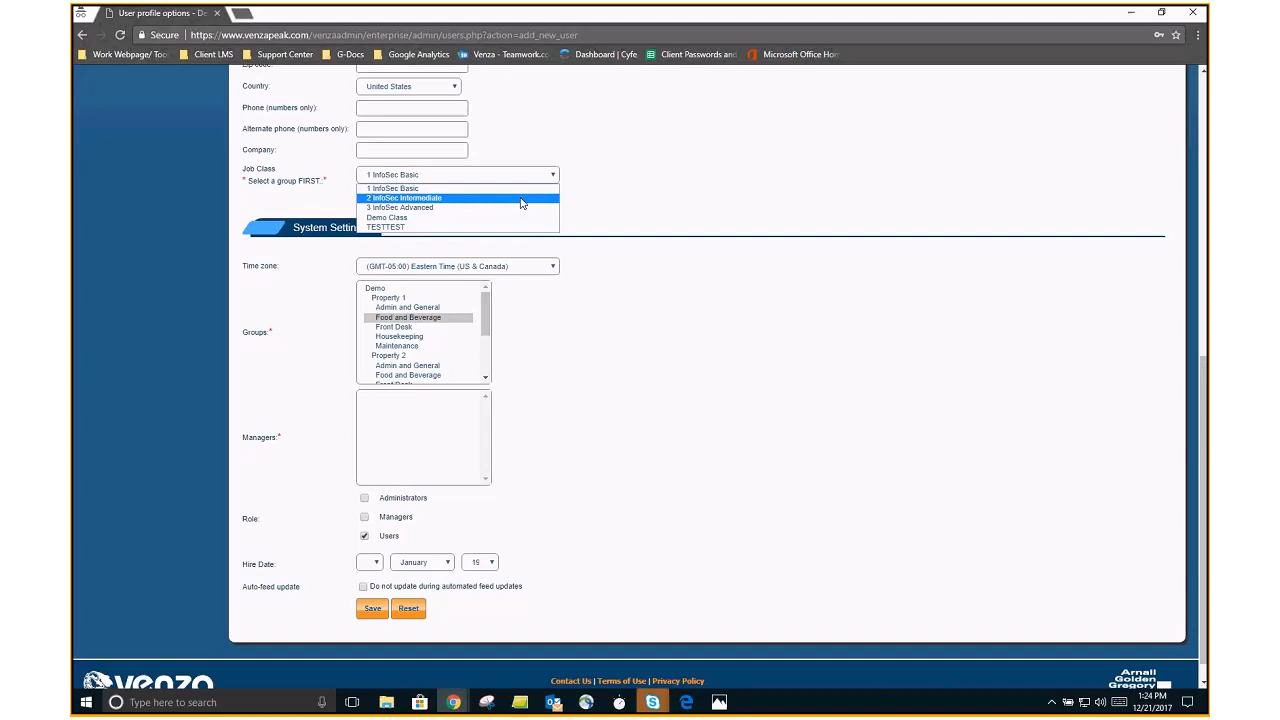 User profile options - De
Secure
https://www.venzapeak.com/venzaadmin/enterprise/admin/users.php?action=add_new_user
Work Webpage/ Too
Client LMS
Support Center
G-Docs
Google Analytics
Venza - Teamwork.co
Dashboard | Cyfe
Client Passwords and
Microsoft Office Hom
Zip code:
Country:
United States
Phone (numbers only):
Alternate phone (numbers only):
Company:
Job Class
* Select a group FIRST..*
1 InfoSec Basic
1 InfoSec Basic
2 InfoSec Intermediate
3 InfoSec Advanced
Demo Class
TESTTEST
System Settin
Time zone:
(GMT-05:00) Eastern Time (US & Canada)
Groups:*
Demo
Property 1
Admin and General
Food and Beverage
Front Desk
Housekeeping
Maintenance
Property 2
Admin and General
Food and Beverage
Front Desk
Managers:*
Role:
Administrators
Managers
Users
Hire Date:
January
19
Auto-feed update
Do not update during automated feed updates
Save
Reset
venza
Contact Us | Terms of Use | Privacy Policy
Arnall
Golden
Gregory
Type here to search
1:24 PM
12/21/2017